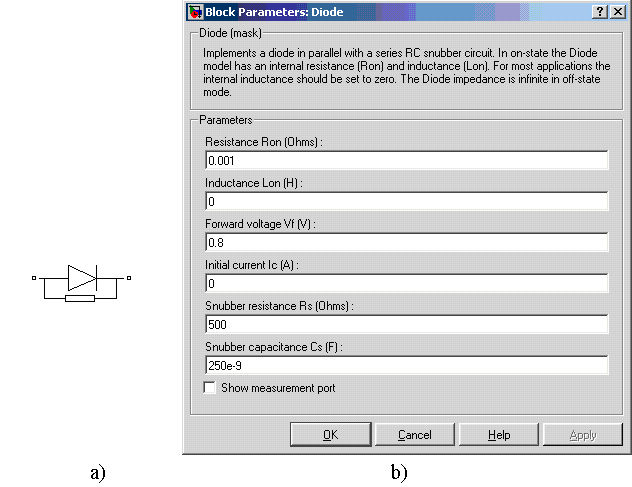 Block Parameters: Diode
Diode (mask)
Implements a diode in parallel with a series RC snubber circuit. In on-state the Diode
model has an internal resistance (Ron) and inductance (Lon). For most applications the
internal inductance should be set to zero. The Diode impedance is infinite in off-state
mode.
Parameters
Resistance Ron (Ohms) :
0.001
Inductance Lon (H) :
0
Forward voltage Vf (V) :
0.8
Initial current Ic (A) :
0
Snubber resistance Rs (Ohms) :
500
Snubber capacitance Cs (F) :
250e-9
Show measurement port
OK Cancel Help Apply
a) b)